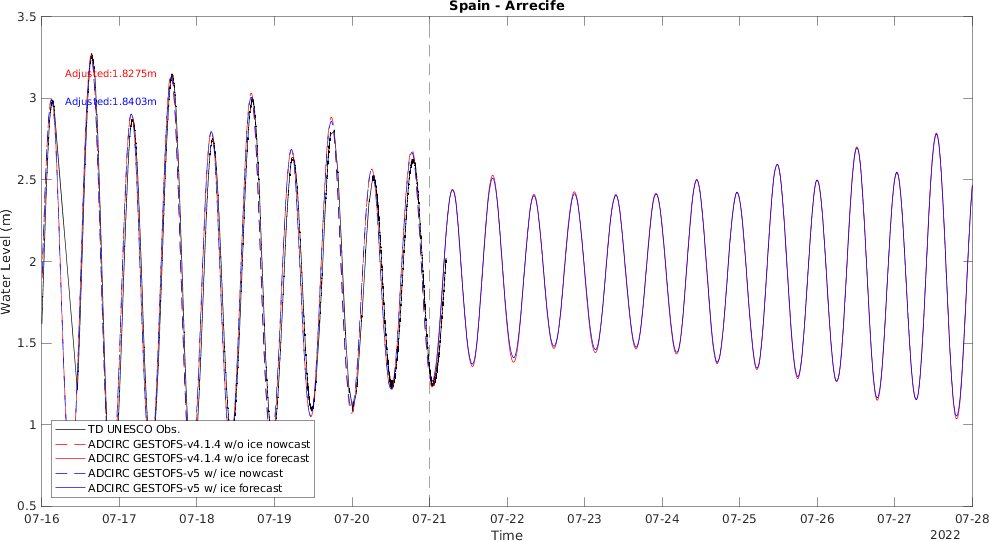 Spain - Arrecife
Water Level (m)
3.5
3
2.5
2
1.5
1
0.5
Adjusted:1.8275m
Adjusted:1.8403m
TD UNESCO Obs.
ADCIRC GESTOFS-v4.1.4 w/o ice nowcast
ADCIRC GESTOFS-v4.1.4 w/o ice forecast
ADCIRC GESTOFS-v5 w/ ice nowcast
ADCIRC GESTOFS-v5 w/ ice forecast
07-16 07-17 07-18 07-19 07-20 07-21 07-22 07-23 07-24 07-25 07-26 07-27 07-28
Time
2022